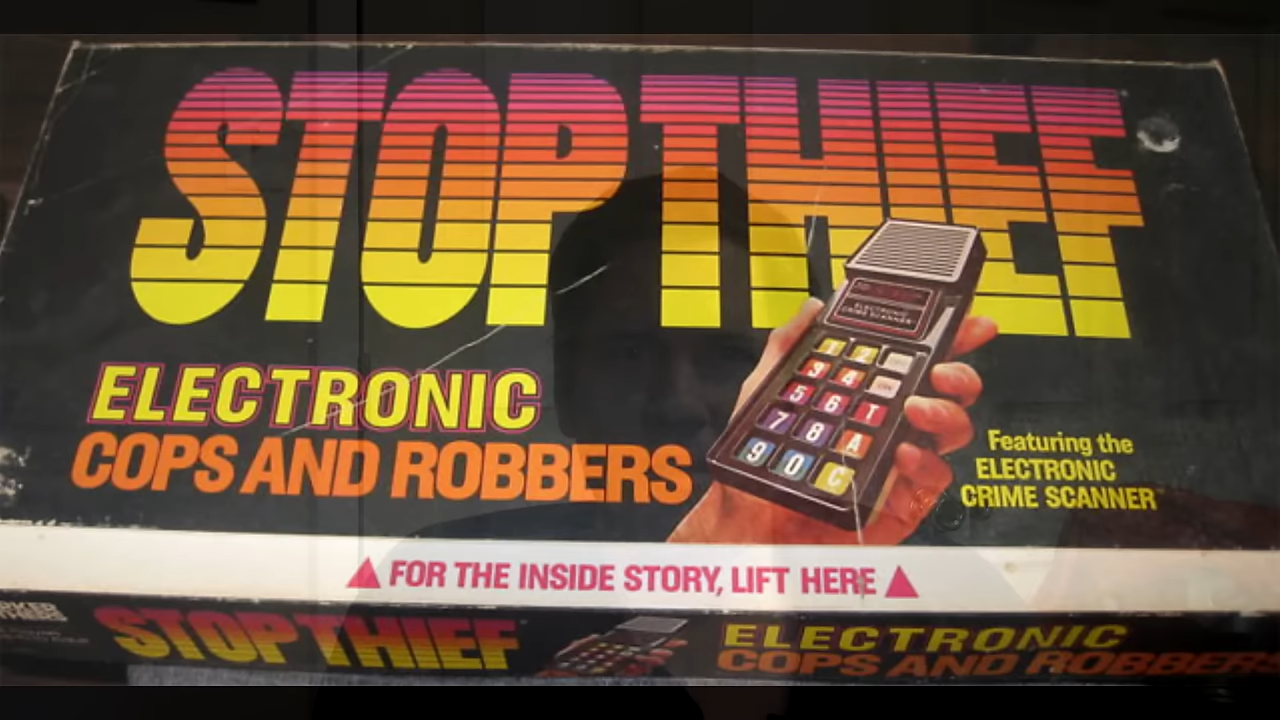 STOP THIEF
ELECTRONIC
COPS AND ROBBERS
ELECTRONIC
CRIME SCANNER
1 2
3 4
5 6 T
7 8 A
9 0 C
Featuring the
ELECTRONIC
CRIME SCANNER
FOR THE INSIDE STORY, LIFT HERE
STOP THIEF
ELECTRONIC
COPS AND ROBBERS